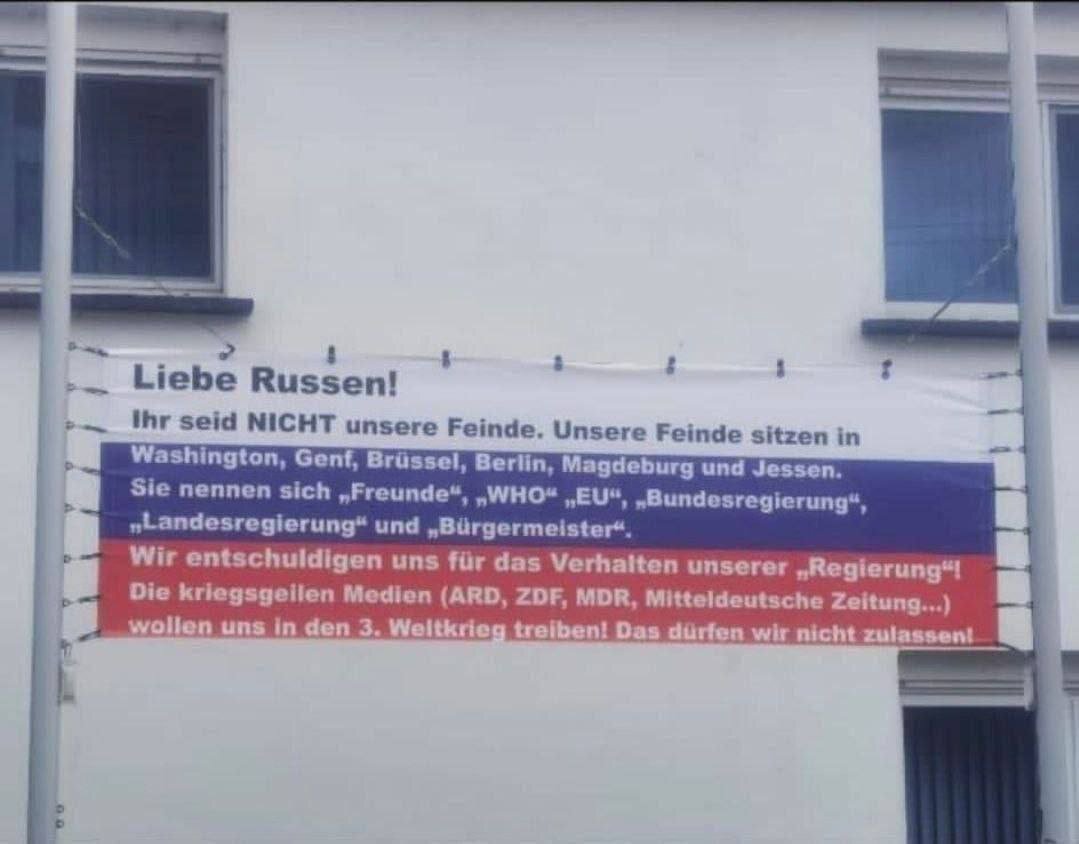 Liebe Russen!
Ihr seid NICHT unsere Feinde. Unsere Feinde sitzen in
Washington, Genf, Brüssel, Berlin, Magdeburg und Jessen.
Sie nennen sich „Freunde“, „WHO“ „EU“, „Bundesregierung“,
„Landesregierung“ und „Bürgermeister“.
Wir entschuldigen uns für das Verhalten unserer „Regierung“!
Die kriegsgeilen Medien (ARD, ZDF, MDR, Mitteldeutsche Zeitung...)
wollen uns in den 3. Weltkrieg treiben! Das dürfen wir nicht zulassen!